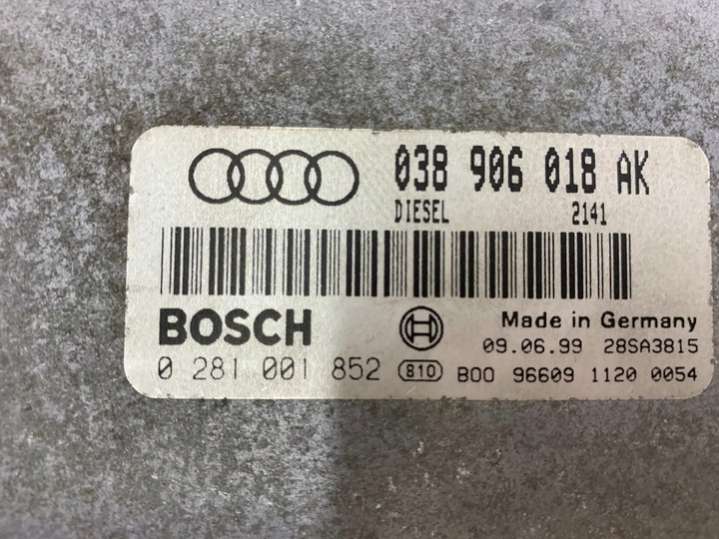 038 906 018 AK
DIESEL 2141
BOSCH
Made in Germany
09.06.99 28SA3815
0 281 001 852 810 B00 96609 1120 0054